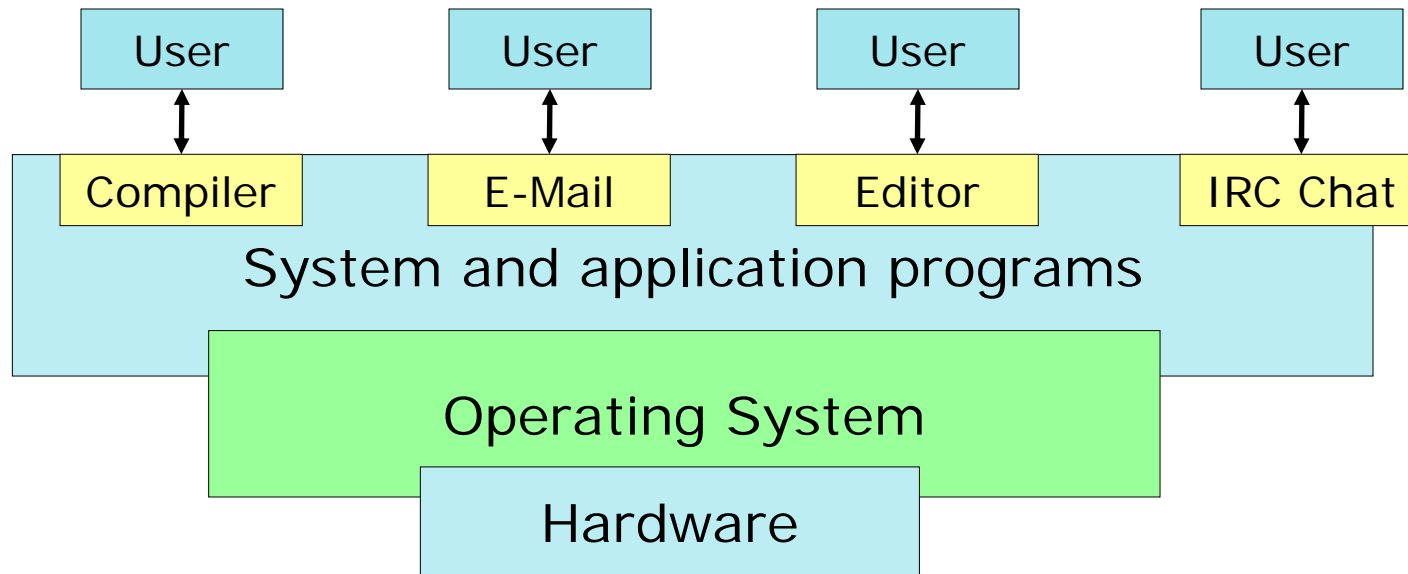 User
User
User
User
Compiler
E-Mail
Editor
IRC Chat
System and application programs
Operating System
Hardware